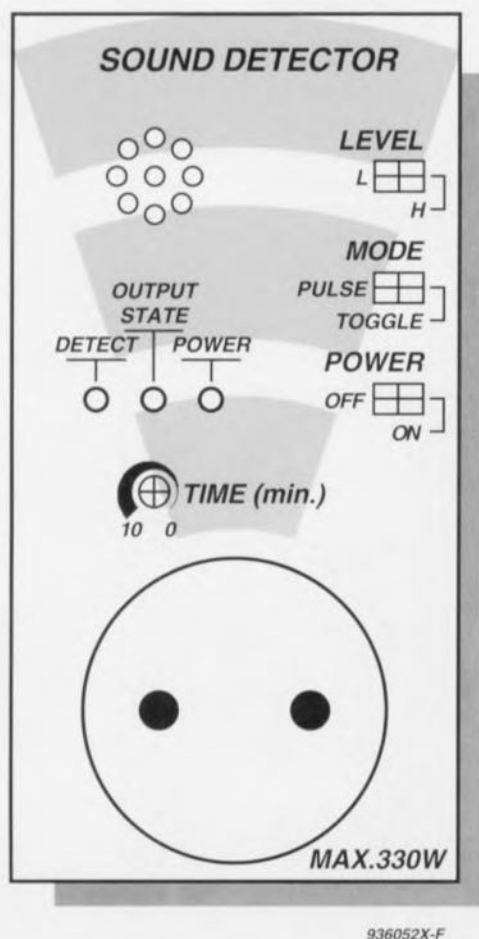 SOUND DETECTOR
LEVEL
L
H
MODE
PULSE
TOGGLE
OUTPUT
STATE
DETECT
POWER
POWER
OFF
ON
TIME (min.)
10 0
MAX.330W
936052X-F